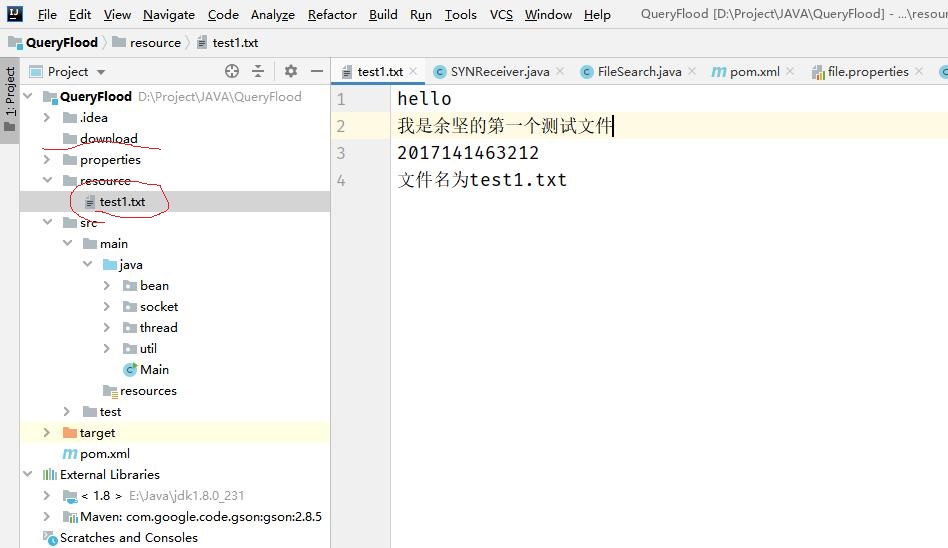 File Edit View Navigate Code Analyze Refactor Build Run Tools VCS Window Help QueryFlood [D:\Project\JAVA\QueryFlood] - ...\resour
QueryFlood resource test1.txt
1: Project
Project
test1.txt SYNReceiver.java FileSearch.java pom.xml file.properties
QueryFlood D:\Project\JAVA\QueryFlood
.idea
download
properties
resource
test1.txt
src
main
java
bean
socket
thread
util
Main
resources
test
target
pom.xml
External Libraries
< 1.8 > E:\Java\jdk1.8.0_231
Maven: com.google.code.gson:gson:2.8.5
Scratches and Consoles
1 hello
2 我是余坚的第一个测试文件
3 2017141463212
4 文件名为test1.txt